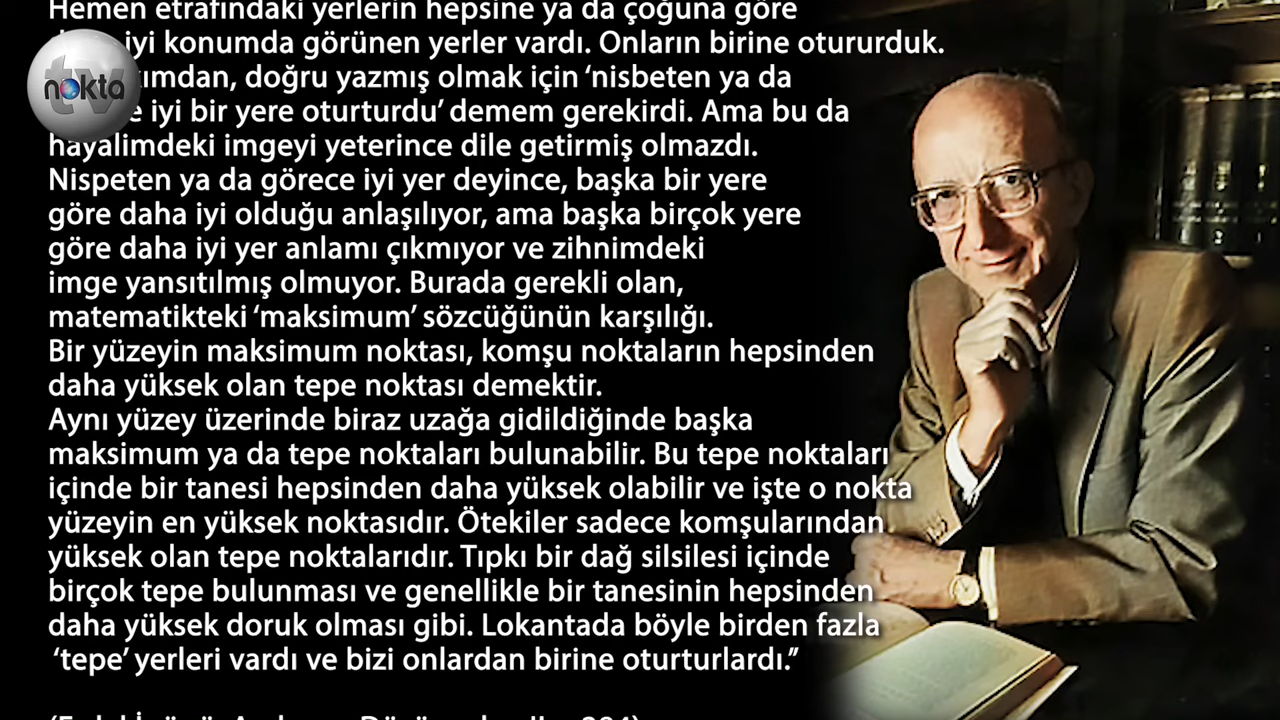 Hemen etrafındaki yerlerin hepsine ya da çoğuna göre
iyi konumda görünen yerler vardı. Onların birine otururduk.
doğru yazmış olmak için ‘nisbeten ya da
iyi bir yere oturturdu’ demem gerekirdi. Ama bu da
hayalimdeki imgeyi yeterince dile getirmiş olmazdı.
Nispeten ya da görece iyi yer deyince, başka bir yere
göre daha iyi olduğu anlaşılıyor, ama başka birçok yere
göre daha iyi yer anlamı çıkmıyor ve zihnimdeki
imge yansıtılmış olmuyor. Burada gerekli olan,
matematikteki ‘maksimum’ sözcüğünün karşılığı.
Bir yüzeyin maksimum noktası, komşu noktaların hepsinden
daha yüksek olan tepe noktası demektir.
Aynı yüzey üzerinde biraz uzağa gidildiğinde başka
maksimum ya da tepe noktaları bulunabilir. Bu tepe noktaları
içinde bir tanesi hepsinden daha yüksek olabilir ve işte o nokta
yüzeyin en yüksek noktasıdır. Ötekiler sadece komşularından
yüksek olan tepe noktalarıdır. Tıpkı bir dağ silsilesi içinde
birçok tepe bulunması ve genellikle bir tanesinin hepsinden
daha yüksek doruk olması gibi. Lokantada böyle birden fazla
‘tepe’ yerleri vardı ve bizi onlardan birine oturturlardı.”
tv
nokta